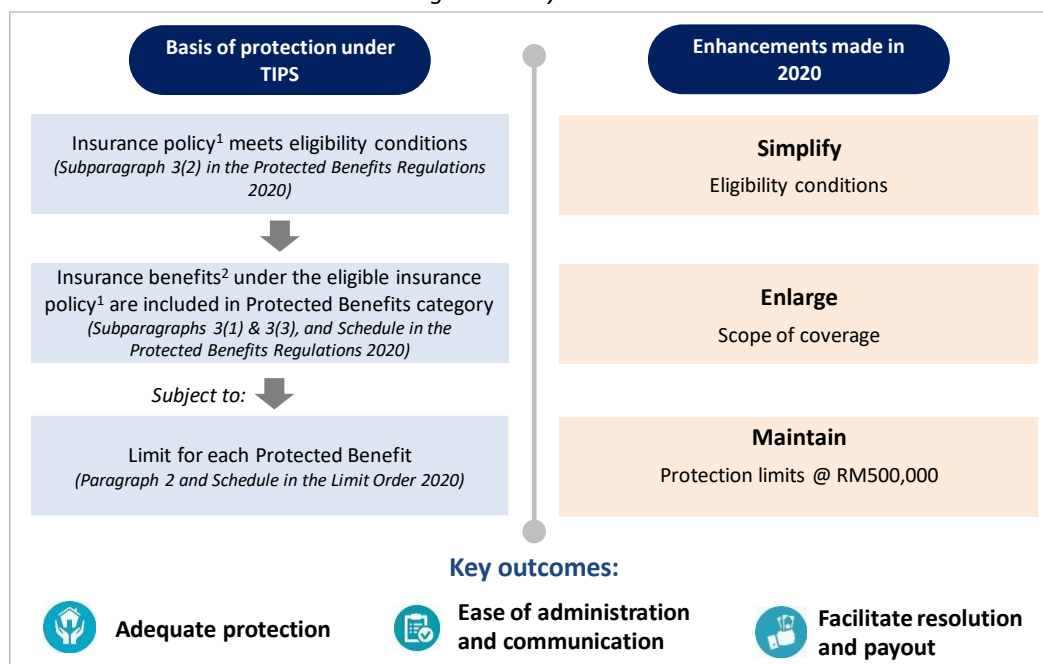 Basis of protection under
TIPS
Insurance policy1 meets eligibility conditions
(Subparagraph 3(2) in the Protected Benefits Regulations
2020)
Insurance benefits2 under the eligible insurance
policy1 are included in Protected Benefits category
(Subparagraphs 3(1) & 3(3), and Schedule in the
Protected Benefits Regulations 2020)
Subject to:
Limit for each Protected Benefit
(Paragraph 2 and Schedule in the Limit Order 2020)
Enhancements made in
2020
Simplify
Eligibility conditions
Enlarge
Scope of coverage
Maintain
Protection limits @ RM500,000
Key outcomes:
Adequate protection
Ease of administration
and communication
Facilitate resolution
and payout